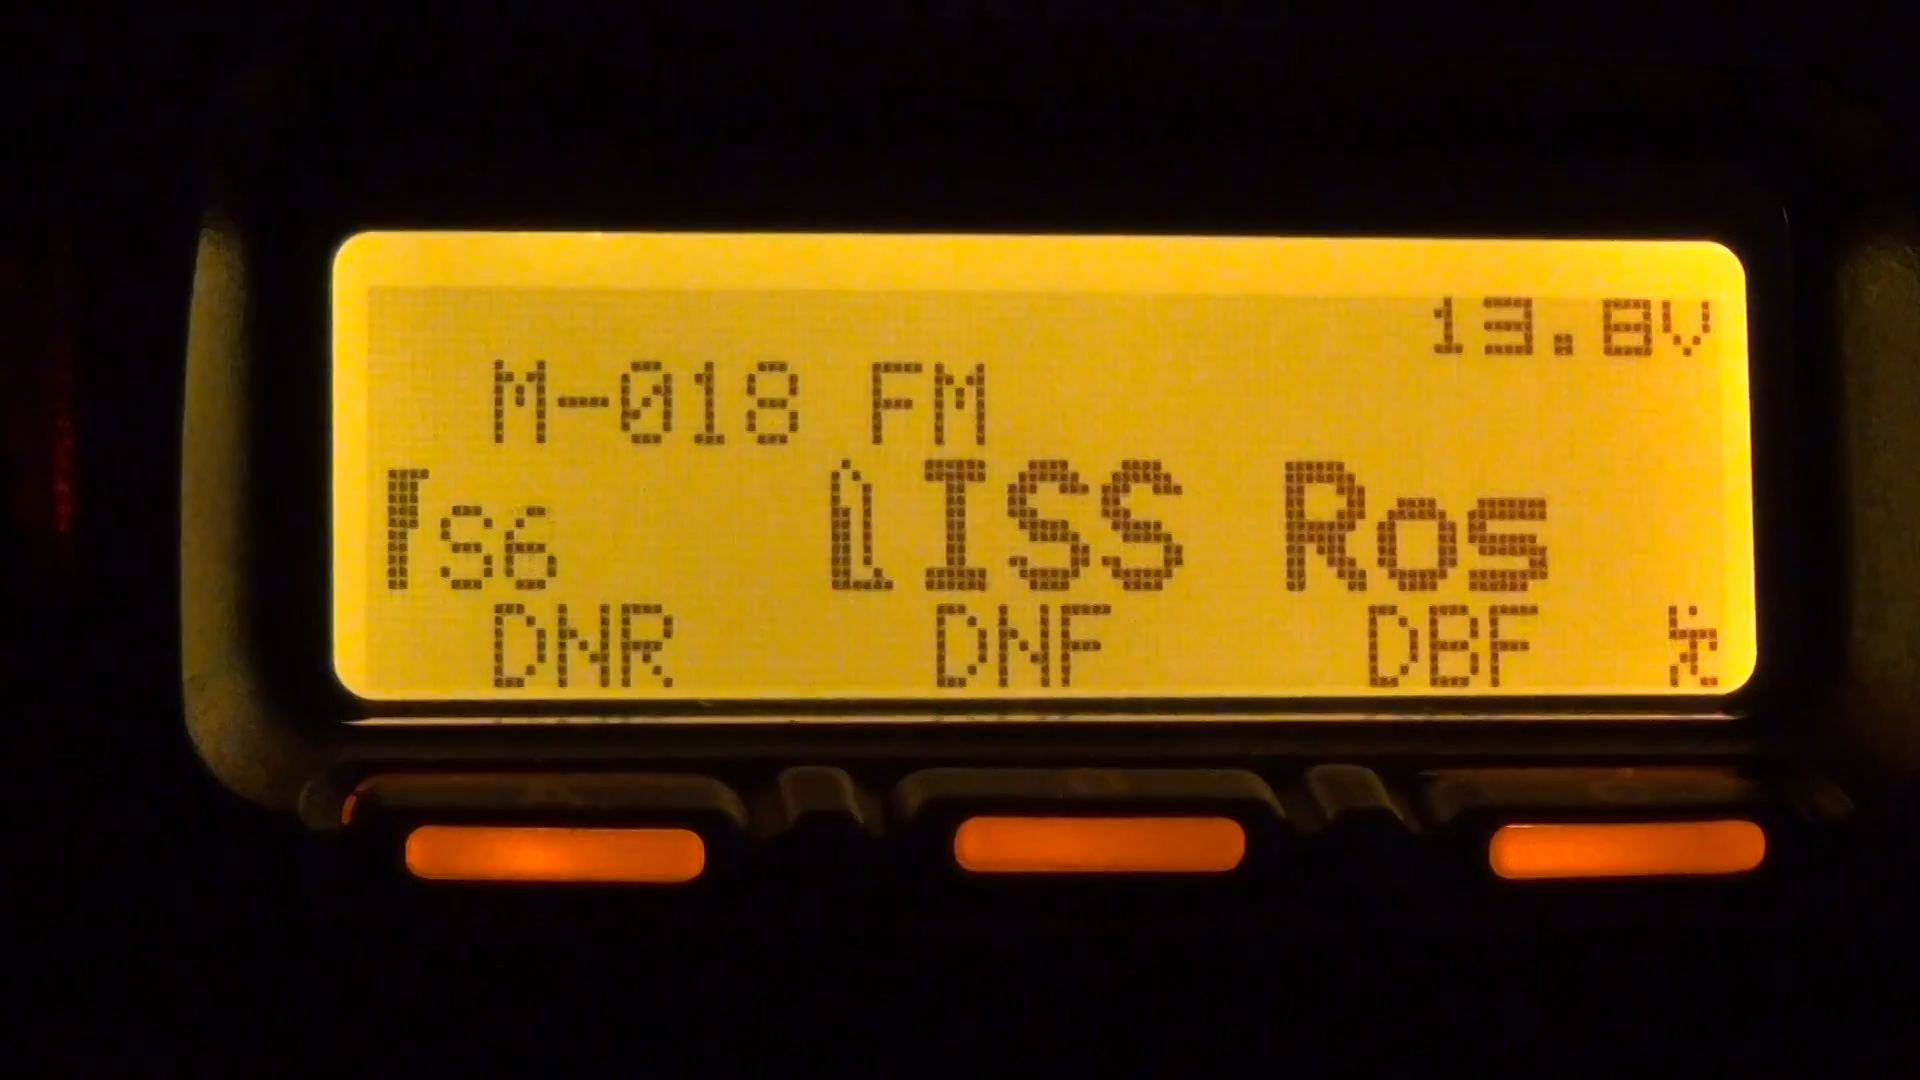 13.8V
M-018 FM
S6 ISS Ros
DNR DNF DBF